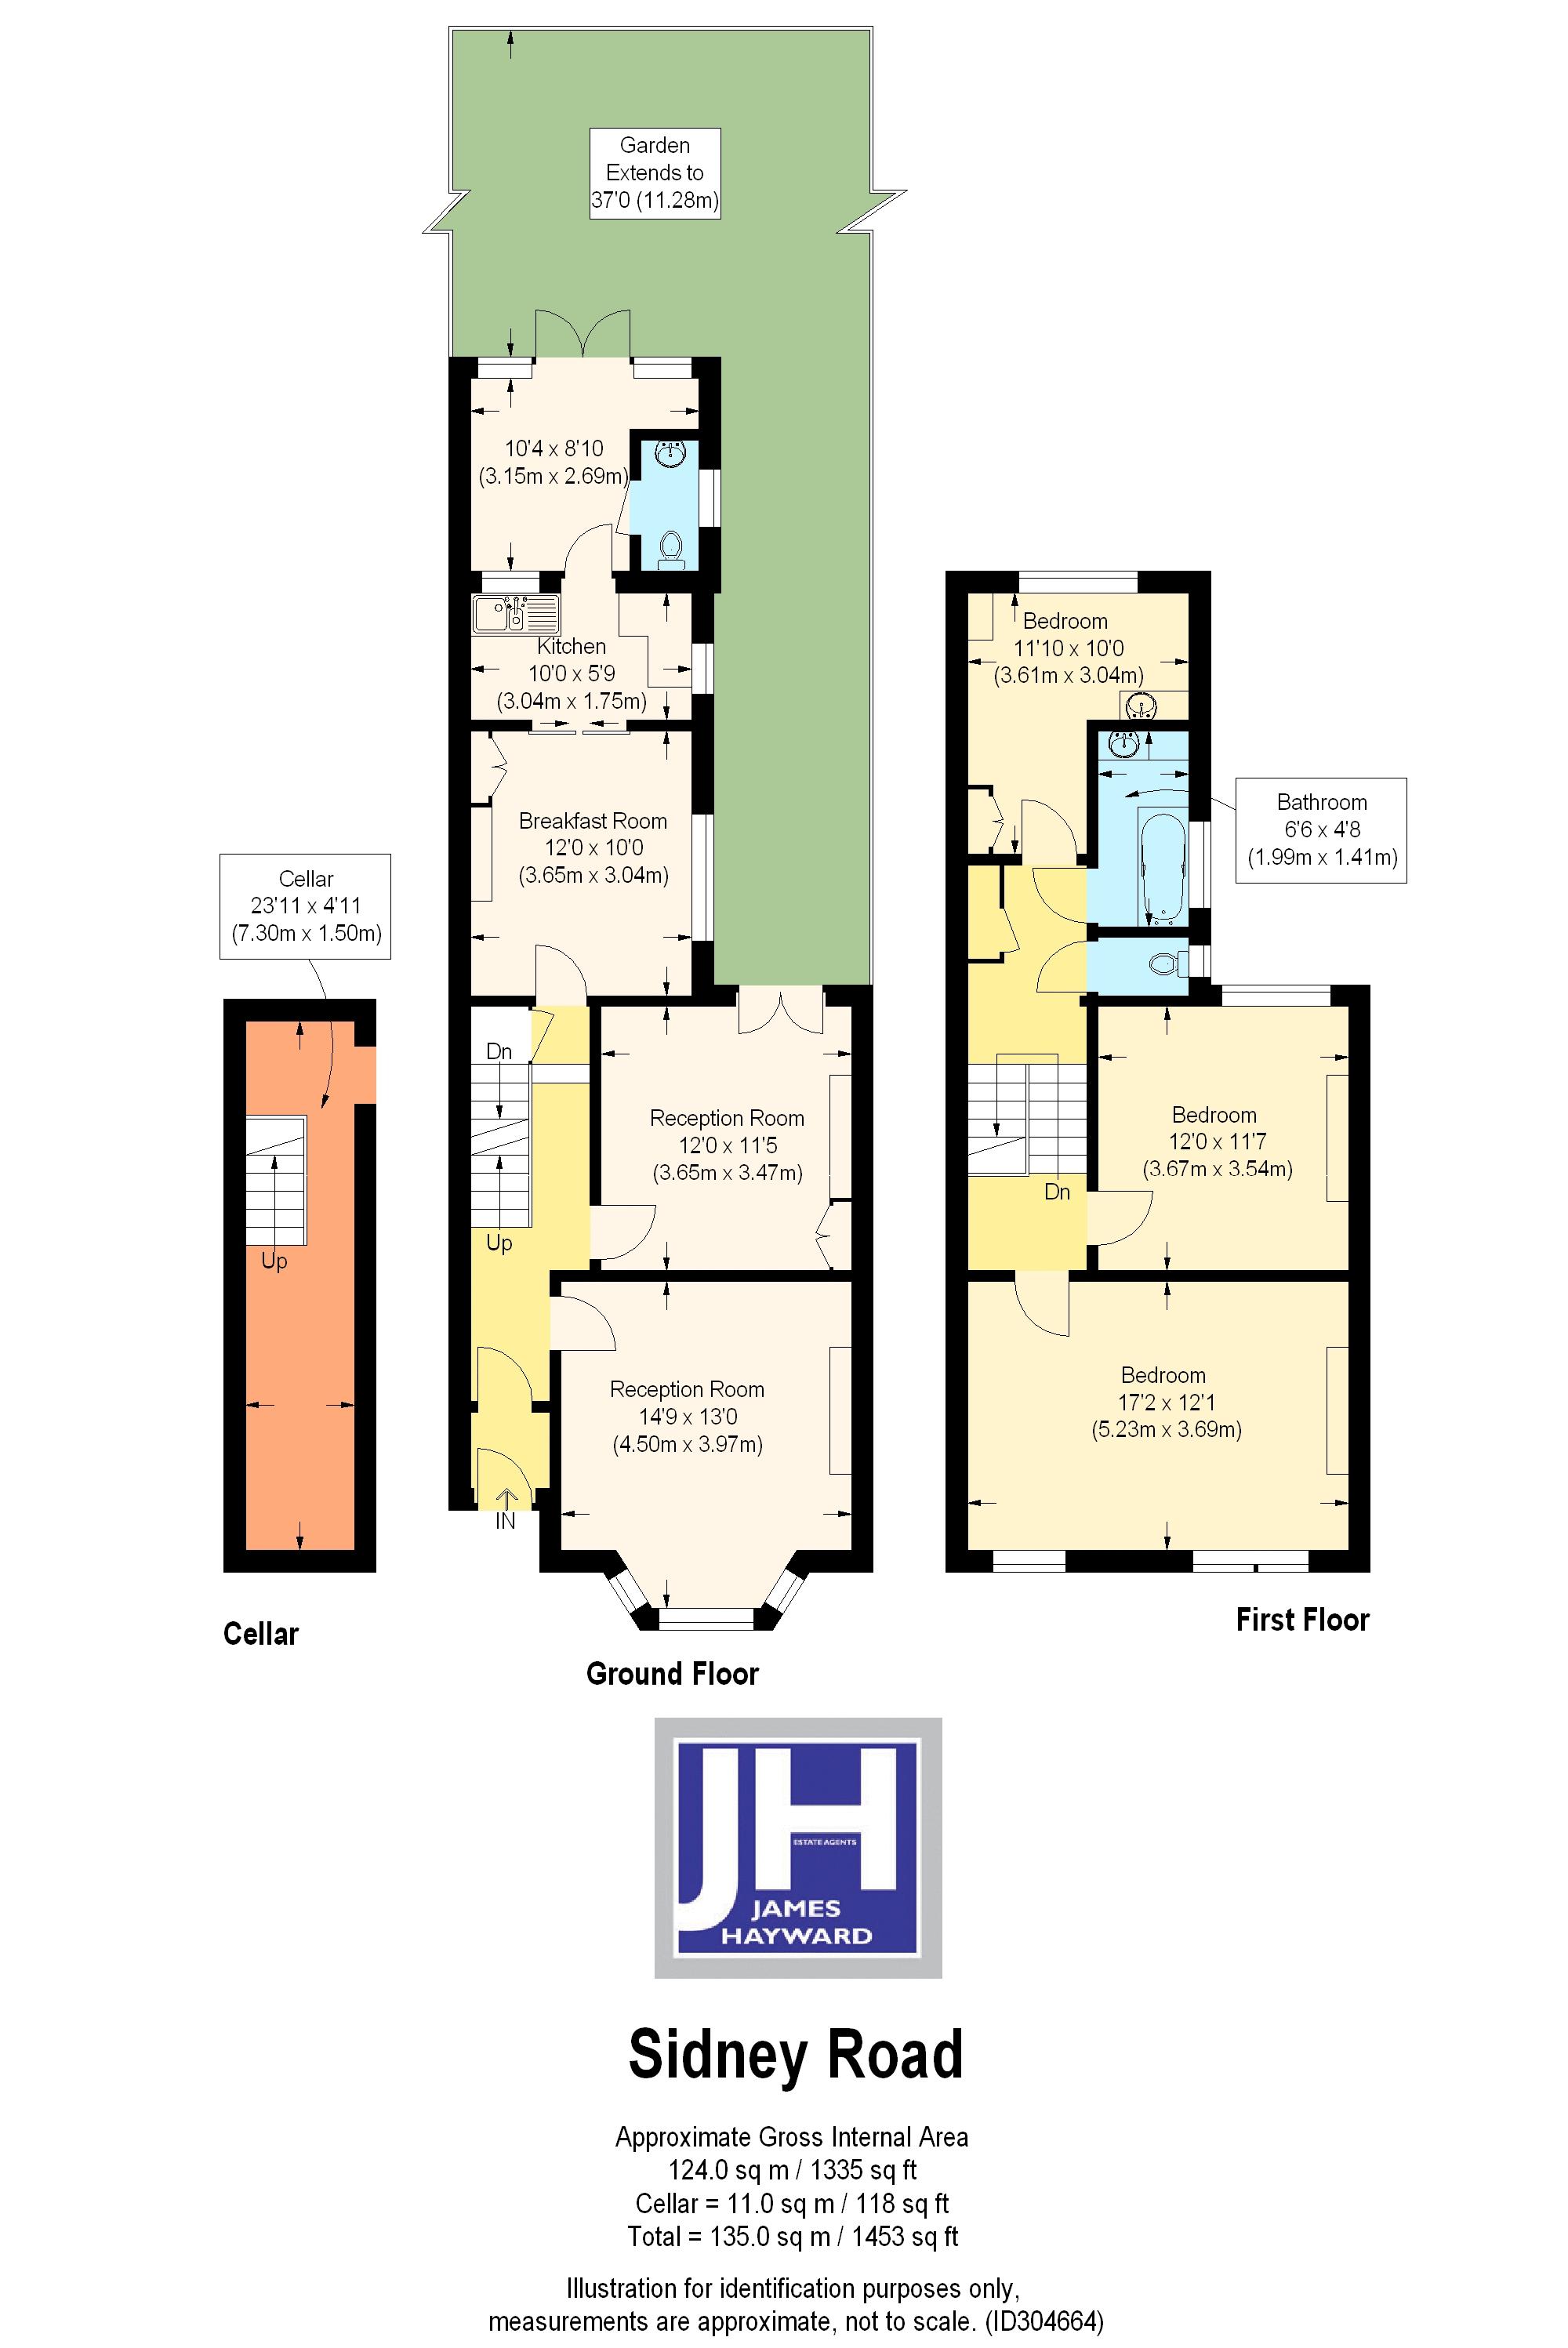 Garden
Extends to
37'0 (11.28m)
10'4 x 8'10
(3.15m x 2.69m)
Kitchen
10'0 x 5'9
(3.04m x 1.75m)
Breakfast Room
12'0 x 10'0
(3.65m x 3.04m)
Dn
Up
Reception Room
12'0 x 11'5
(3.65m x 3.47m)
Reception Room
14'9 x 13'0
(4.50m x 3.97m)
IN
Cellar
23'11 x 4'11
(7.30m x 1.50m)
Up
Cellar
Ground Floor
Bedroom
11'10 x 10'0
(3.61m x 3.04m)
Bathroom
6'6 x 4'8
(1.99m x 1.41m)
Bedroom
12'0 x 11'7
(3.67m x 3.54m)
Dn
Bedroom
17'2 x 12'1
(5.23m x 3.69m)
First Floor
JH
ESTATE AGENTS
JAMES
HAYWARD
Sidney Road
Approximate Gross Internal Area
124.0 sq m / 1335 sq ft
Cellar = 11.0 sq m / 118 sq ft
Total = 135.0 sq m / 1453 sq ft
Illustration for identification purposes only,
measurements are approximate, not to scale. (ID304664)